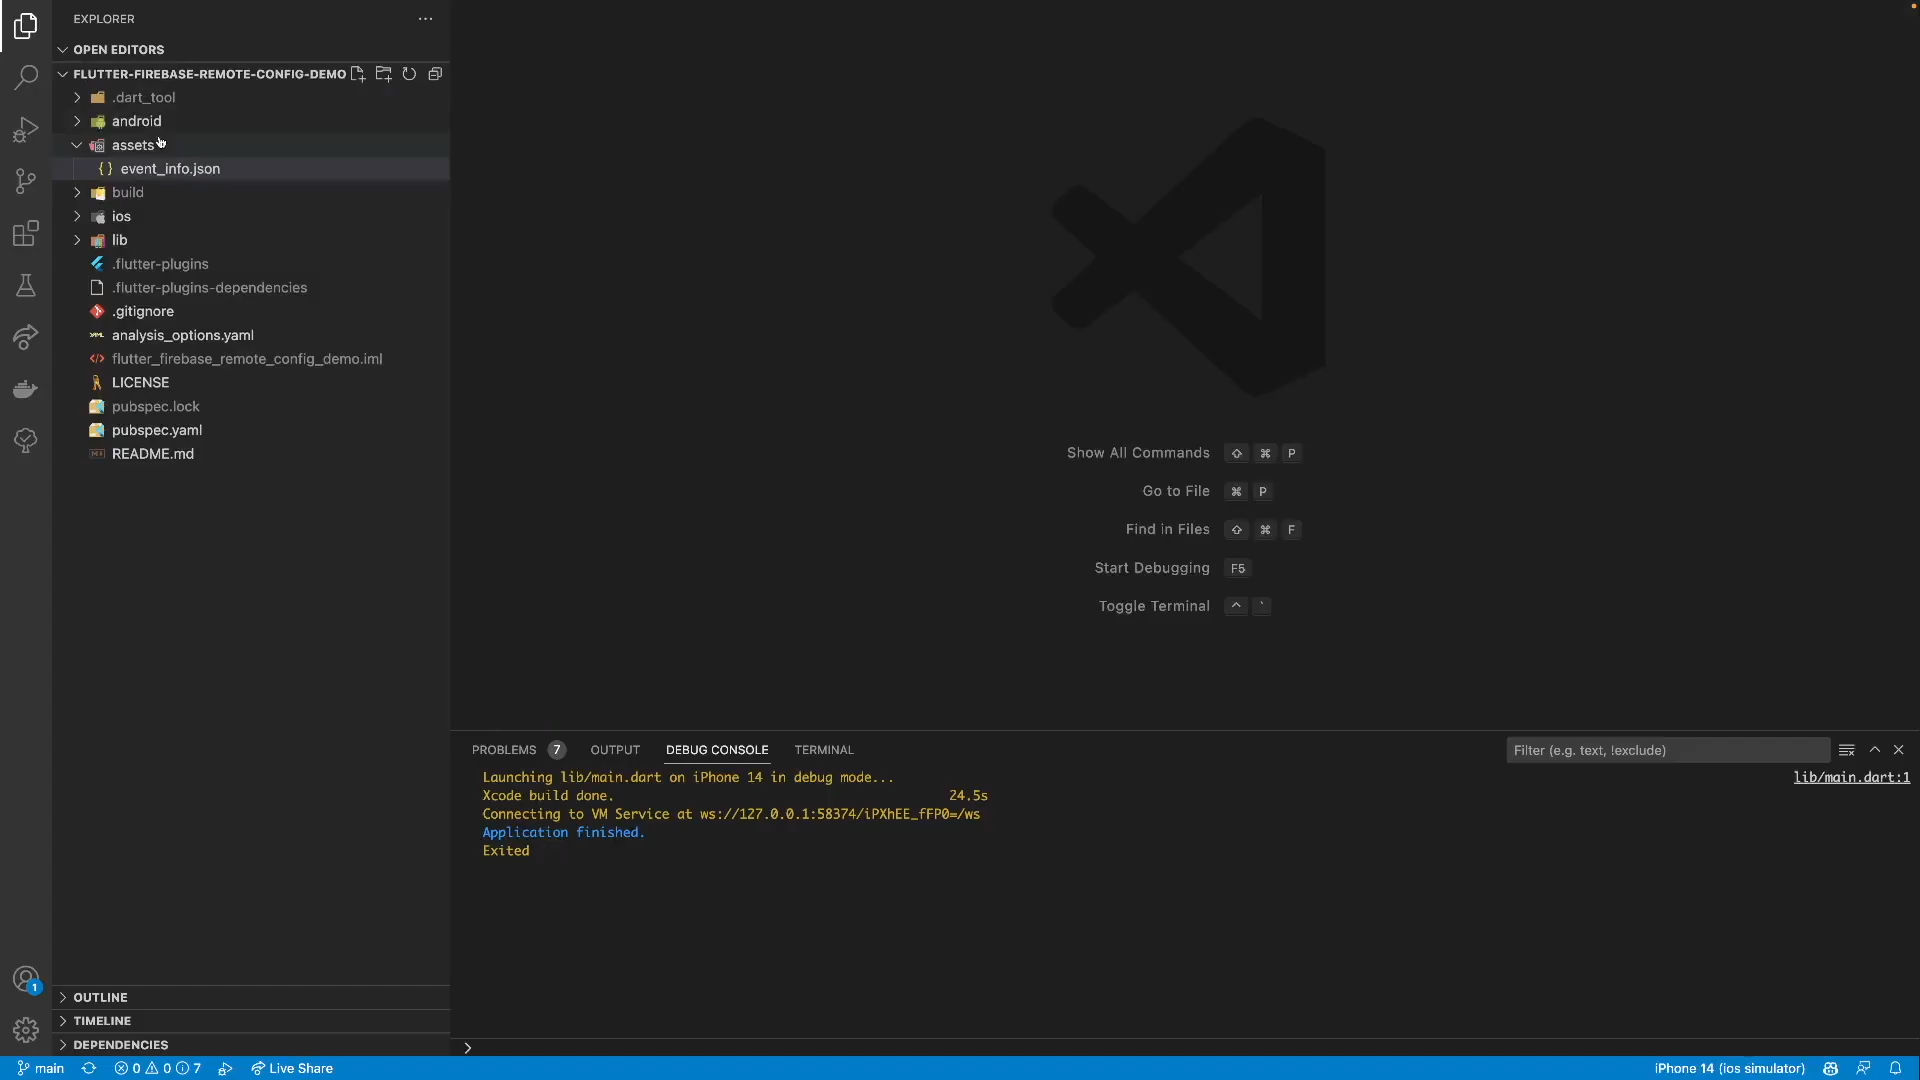 EXPLORER
OPEN EDITORS
FLUTTER-FIREBASE-REMOTE-CONFIG-DEMO
.dart_tool
android
assets
{ } event_info.json
build
ios
lib
.flutter-plugins
.flutter-plugins-dependencies
.gitignore
analysis_options.yaml
flutter_firebase_remote_config_demo.iml
LICENSE
pubspec.lock
pubspec.yaml
README.md
OUTLINE
TIMELINE
DEPENDENCIES
Show All Commands ⇧ ⌘ P
Go to File ⌘ P
Find in Files ⇧ ⌘ F
Start Debugging F5
Toggle Terminal ^ `
PROBLEMS 7 OUTPUT DEBUG CONSOLE TERMINAL
Filter (e.g. text, !exclude)
Launching lib/main.dart on iPhone 14 in debug mode... lib/main.dart:1
Xcode build done. 24.5s
Connecting to VM Service at ws://127.0.0.1:58374/iPXhEE_fFP0=/ws
Application finished.
Exited
1
main 0 0 7 Live Share iPhone 14 (ios simulator)